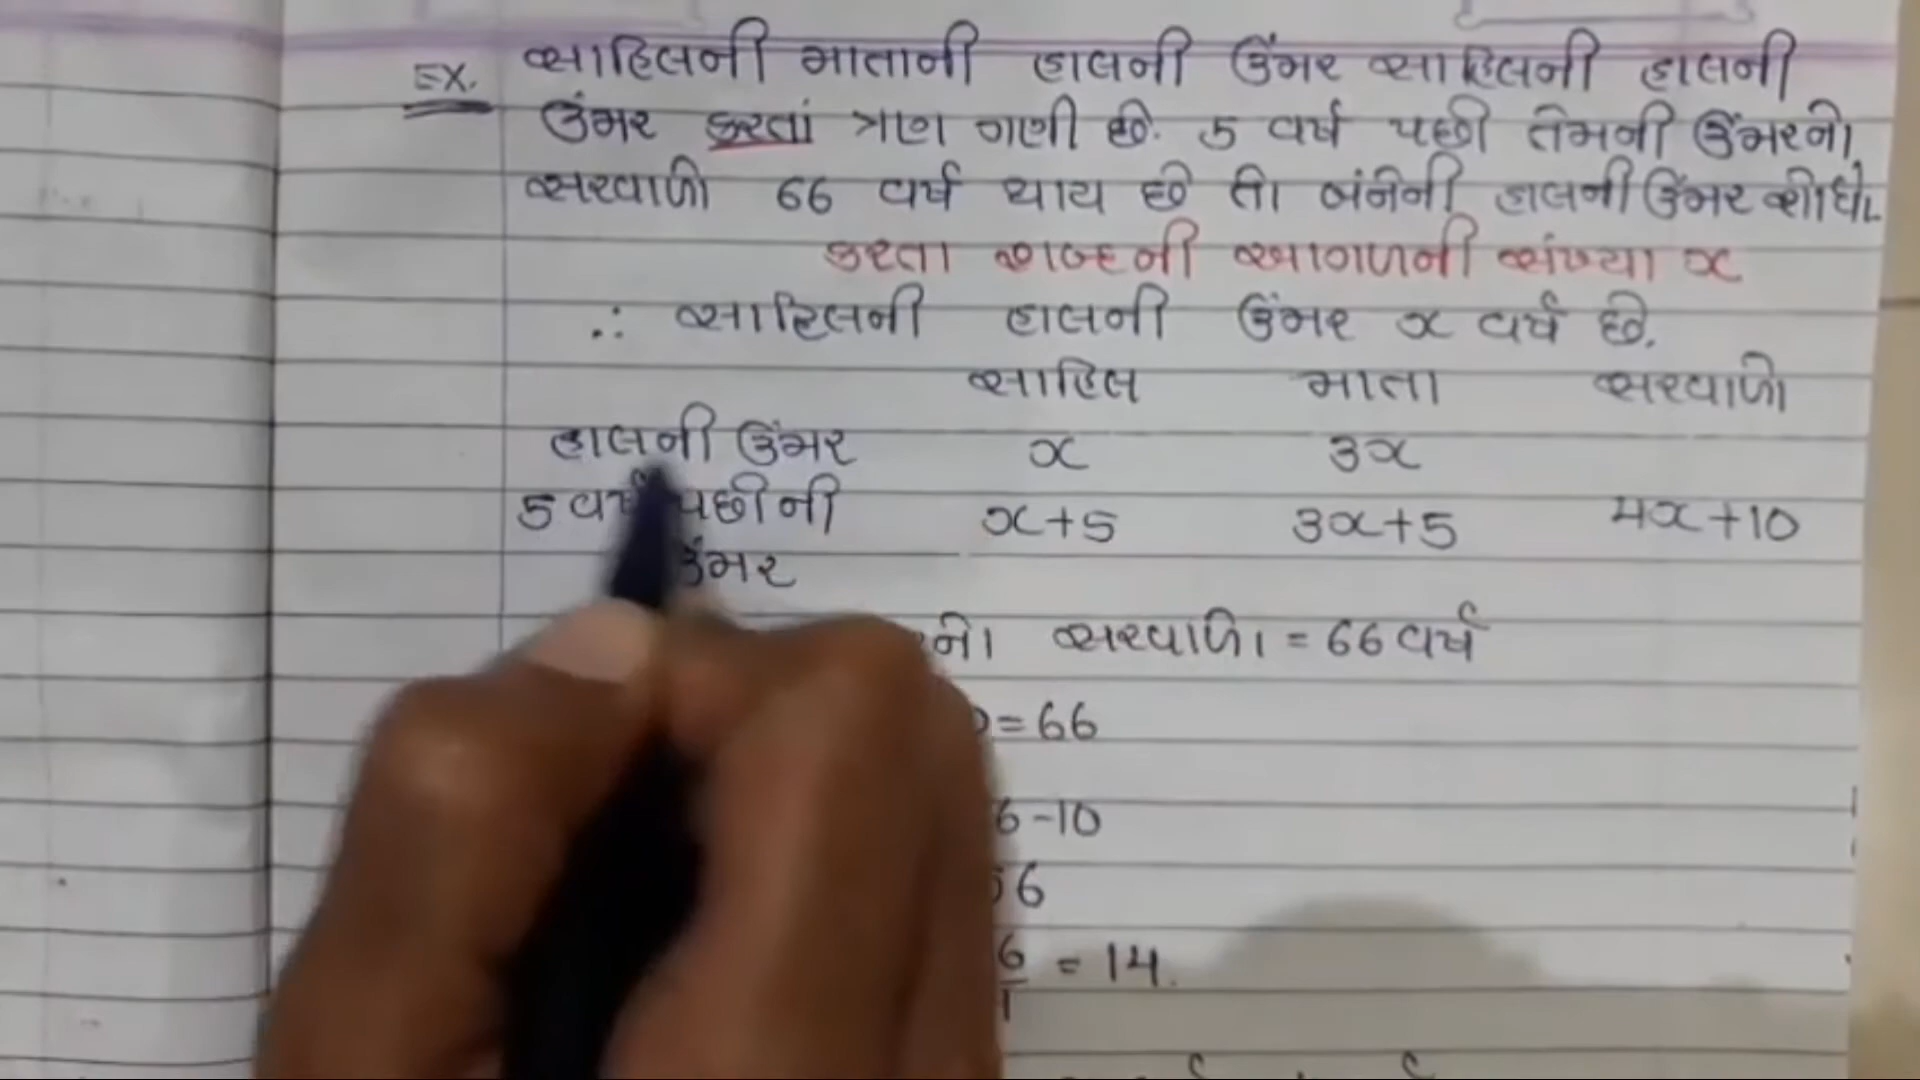 EX. સાહિલની માતાની હાલની ઉંમર સાહિલની હાલની
ઉંમર કરતાં ત્રણ ગણી છે. 5 વર્ષ પછી તેમની ઉંમરનો
સરવાળો 66 વર્ષ થાય છે તો બંનેની હાલની ઉંમર શોધો.
કરતા શબ્દની આગળની સંખ્યા x
∴ સાહિલની હાલની ઉંમર x વર્ષ છે.
સાહિલ માતા સરવાળો
હાલની ઉંમર x 3x
5 વર્ષ પછીની x+5 3x+5 4x+10
ઉંમર
સરવાળો = 66 વર્ષ
=66
6-10
56
6/1 = 14.